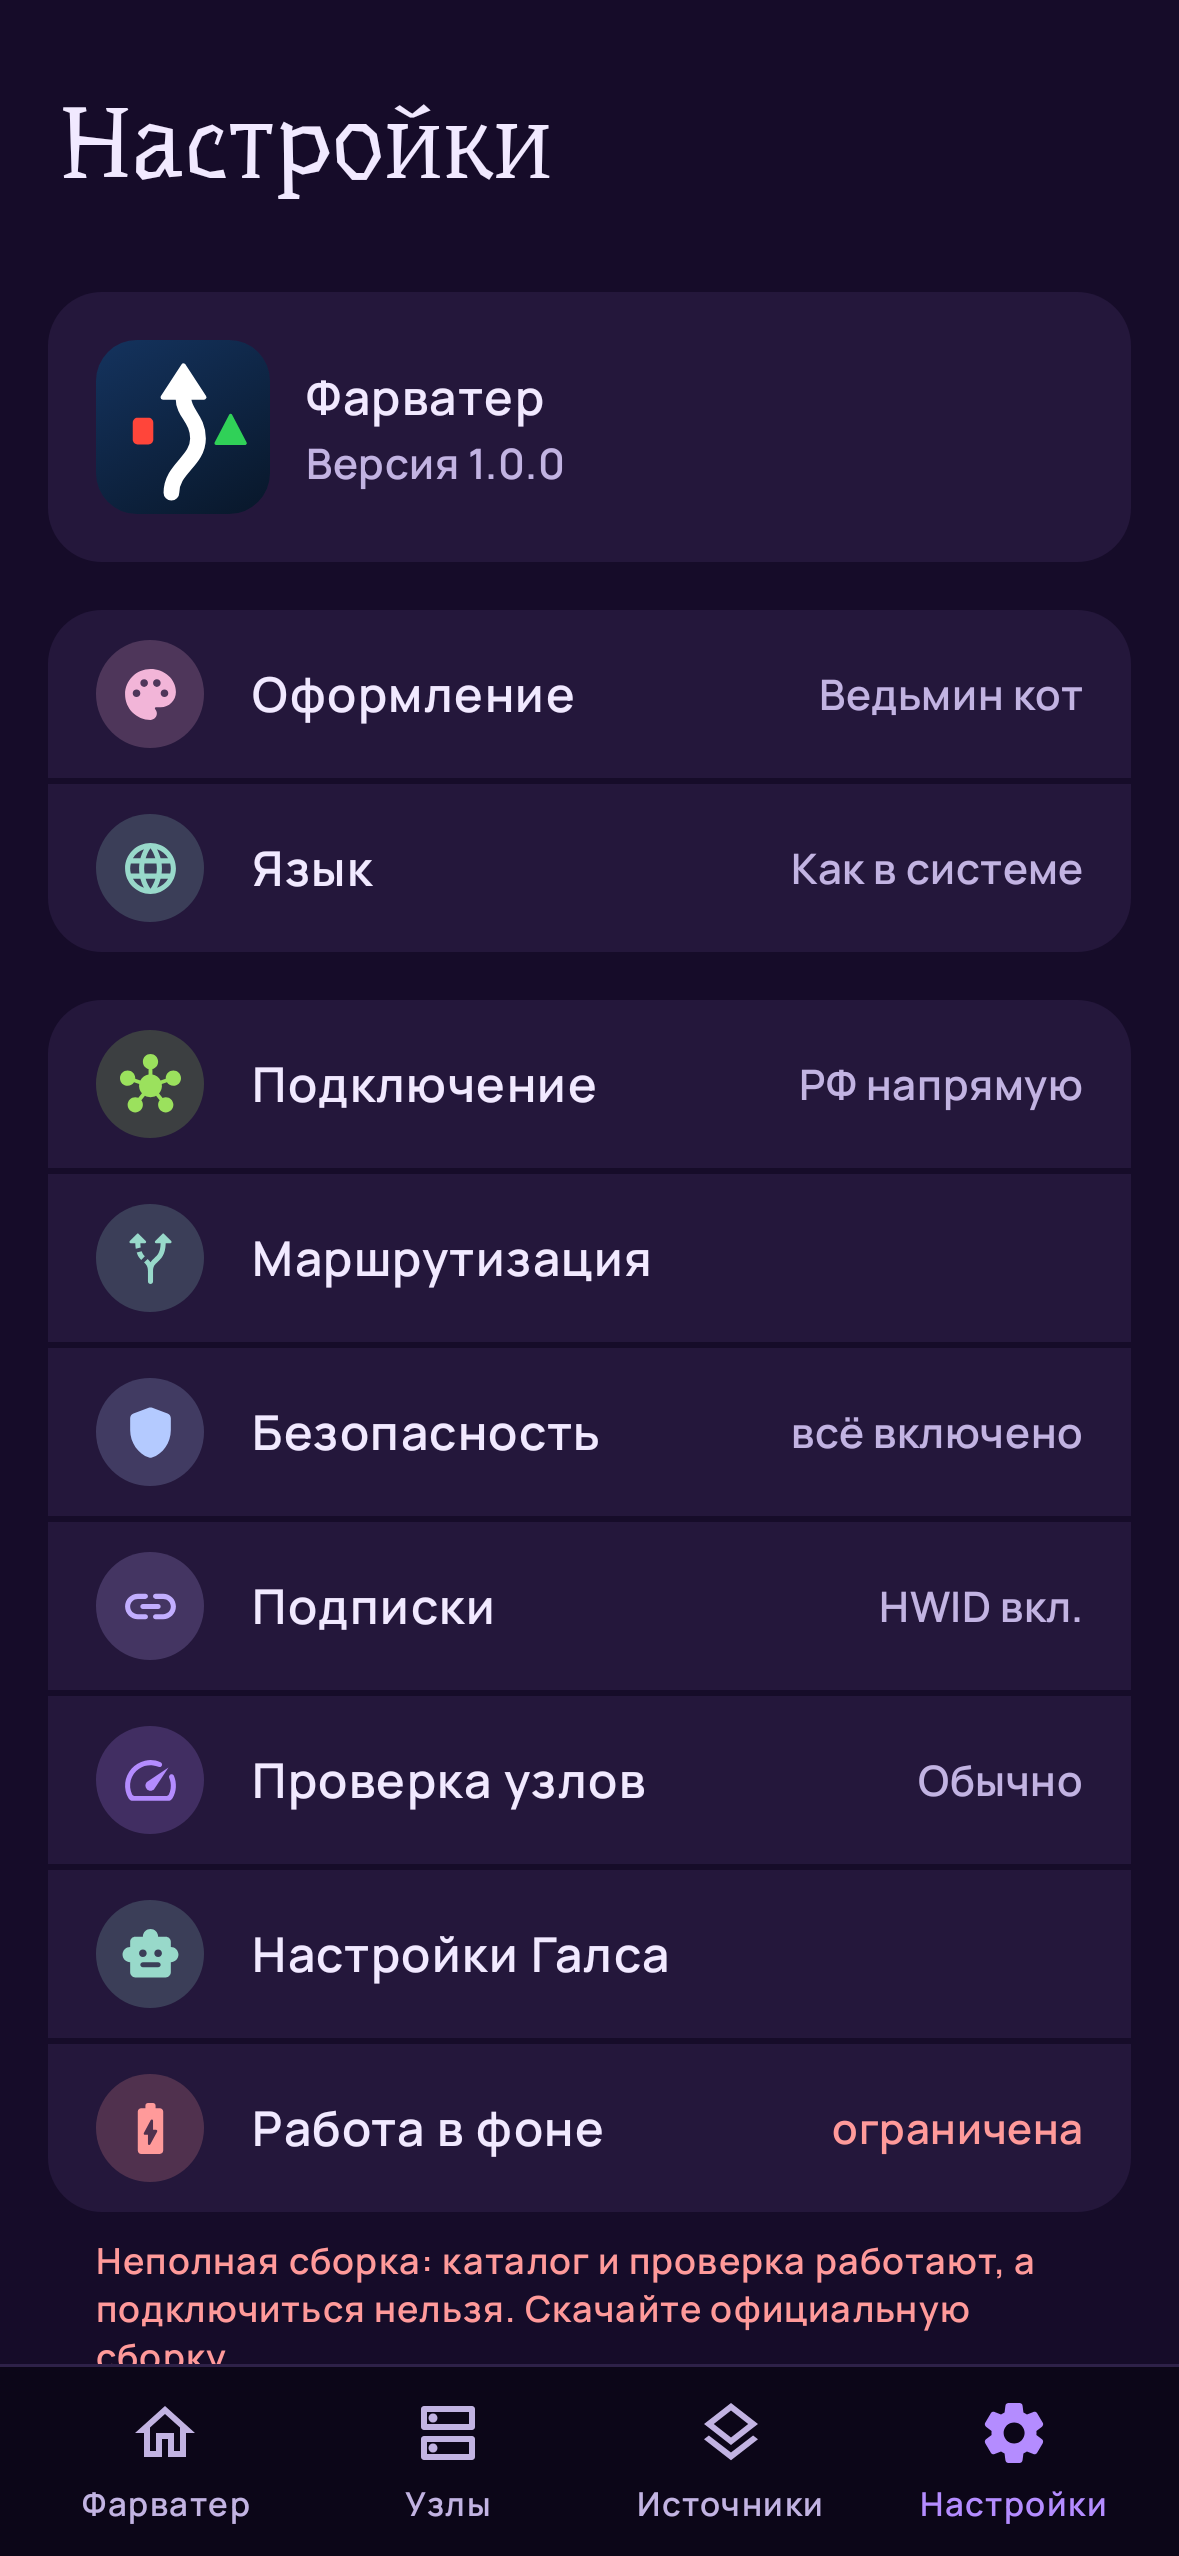 Настройки
Фарватер
Версия 1.0.0
Оформление
Ведьмин кот
Язык
Как в системе
Подключение
РФ напрямую
Маршрутизация
Безопасность
всё включено
Подписки
HWID вкл.
Проверка узлов
Обычно
Настройки Галса
Работа в фоне
ограничена
Неполная сборка: каталог и проверка работают, а
подключиться нельзя. Скачайте официальную
сборку
Фарватер
Узлы
Источники
Настройки